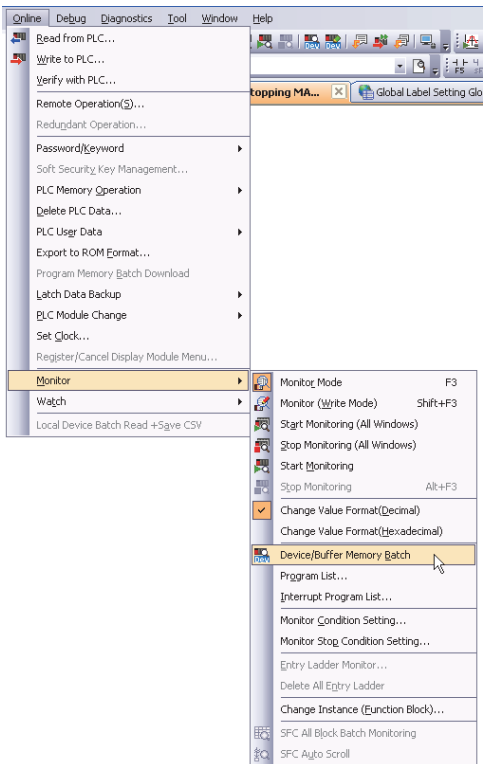 Online Debug Diagnostics Tool Window Help
Read from PLC...
Write to PLC...
Verify with PLC...
Remote Operation(S)...
Redundant Operation...
Password/Keyword
Soft Security Key Management...
PLC Memory Operation
Delete PLC Data...
PLC User Data
Export to ROM Format...
Program Memory Batch Download
Latch Data Backup
PLC Module Change
Set Clock...
Register/Cancel Display Module Menu...
Monitor
Watch
Local Device Batch Read +Save CSV
Dev Dev
F5
topping MA... Global Label Setting Glo
Monitor Mode F3
Monitor (Write Mode) Shift+F3
Start Monitoring (All Windows)
Stop Monitoring (All Windows)
Start Monitoring
Stop Monitoring Alt+F3
Change Value Format(Decimal)
Change Value Format(Hexadecimal)
Dev Device/Buffer Memory Batch
Program List...
Interrupt Program List...
Monitor Condition Setting...
Monitor Stop Condition Setting...
Entry Ladder Monitor...
Delete All Entry Ladder
Change Instance (Function Block)...
SFC All Block Batch Monitoring
SFC Auto Scroll